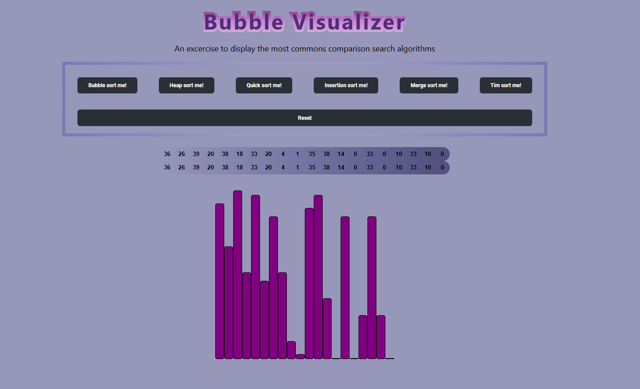 Bubble Visualizer
An excercise to display the most commons comparison search algorithms
Bubble sort me! Heap sort me! Quick sort me! Insertion sort me! Merge sort me! Tim sort me!
Reset
36 26 39 20 38 18 33 20 4 1 35 38 14 0 33 0 10 33 10 0
36 26 39 20 38 18 33 20 4 1 35 38 14 0 33 0 10 33 10 0